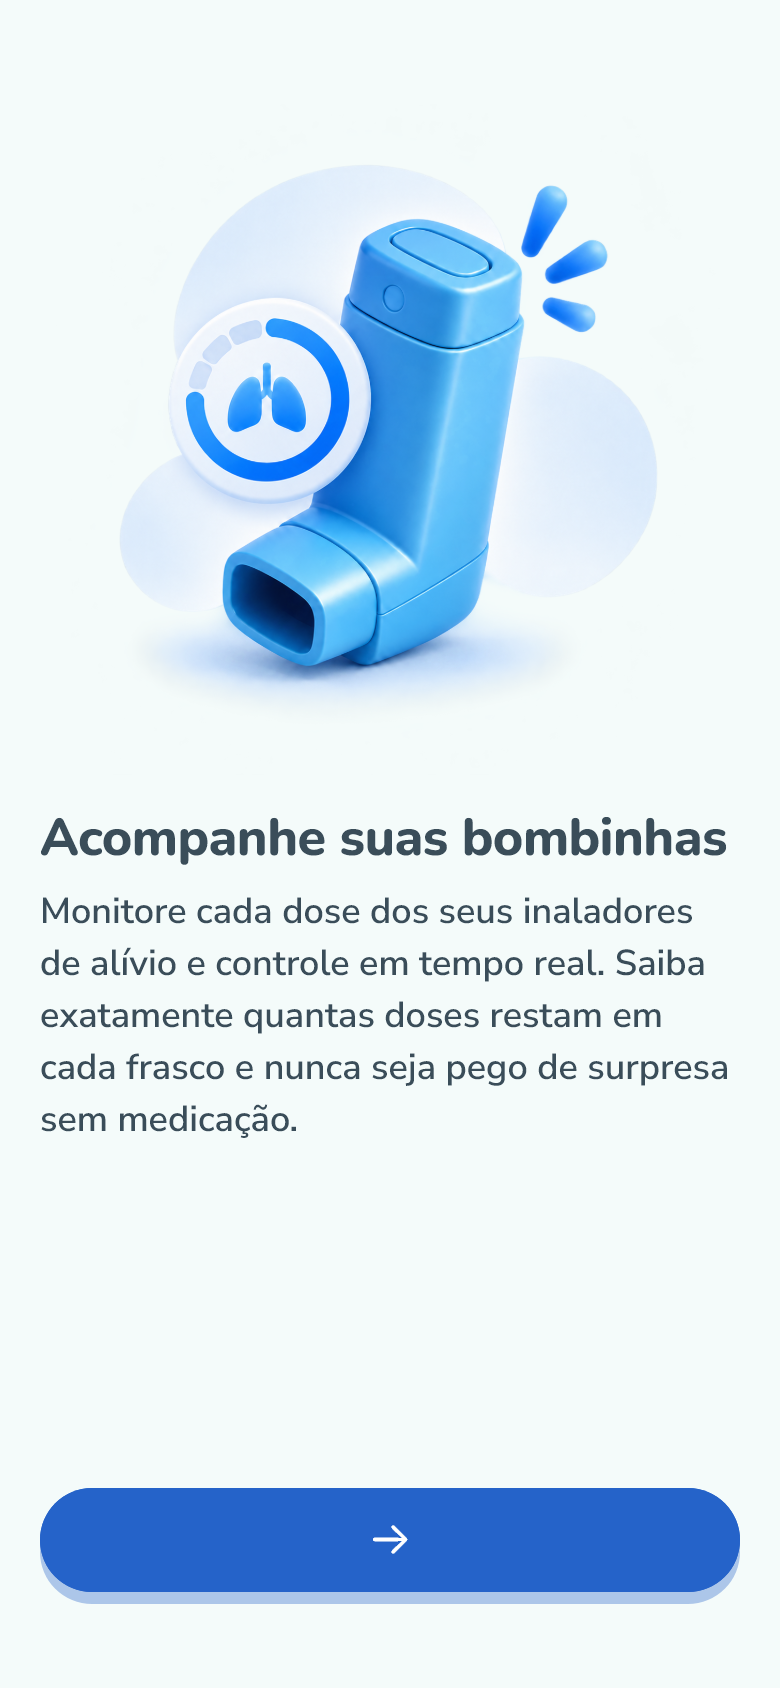 Acompanhe suas bombinhas
Monitore cada dose dos seus inaladores
de alívio e controle em tempo real. Saiba
exatamente quantas doses restam em
cada frasco e nunca seja pego de surpresa
sem medicação.